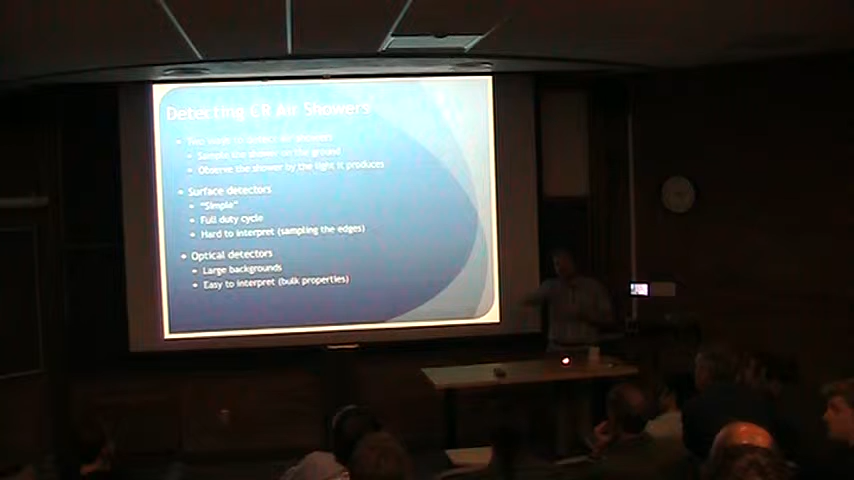 Detecting CR Air Showers
Two ways to detect air showers
Sample the shower on the ground
Observe the shower by the light it produces
Surface detectors
"Simple"
Full duty cycle
Hard to interpret (sampling the edges)
Optical detectors
Large backgrounds
Easy to interpret (bulk properties)